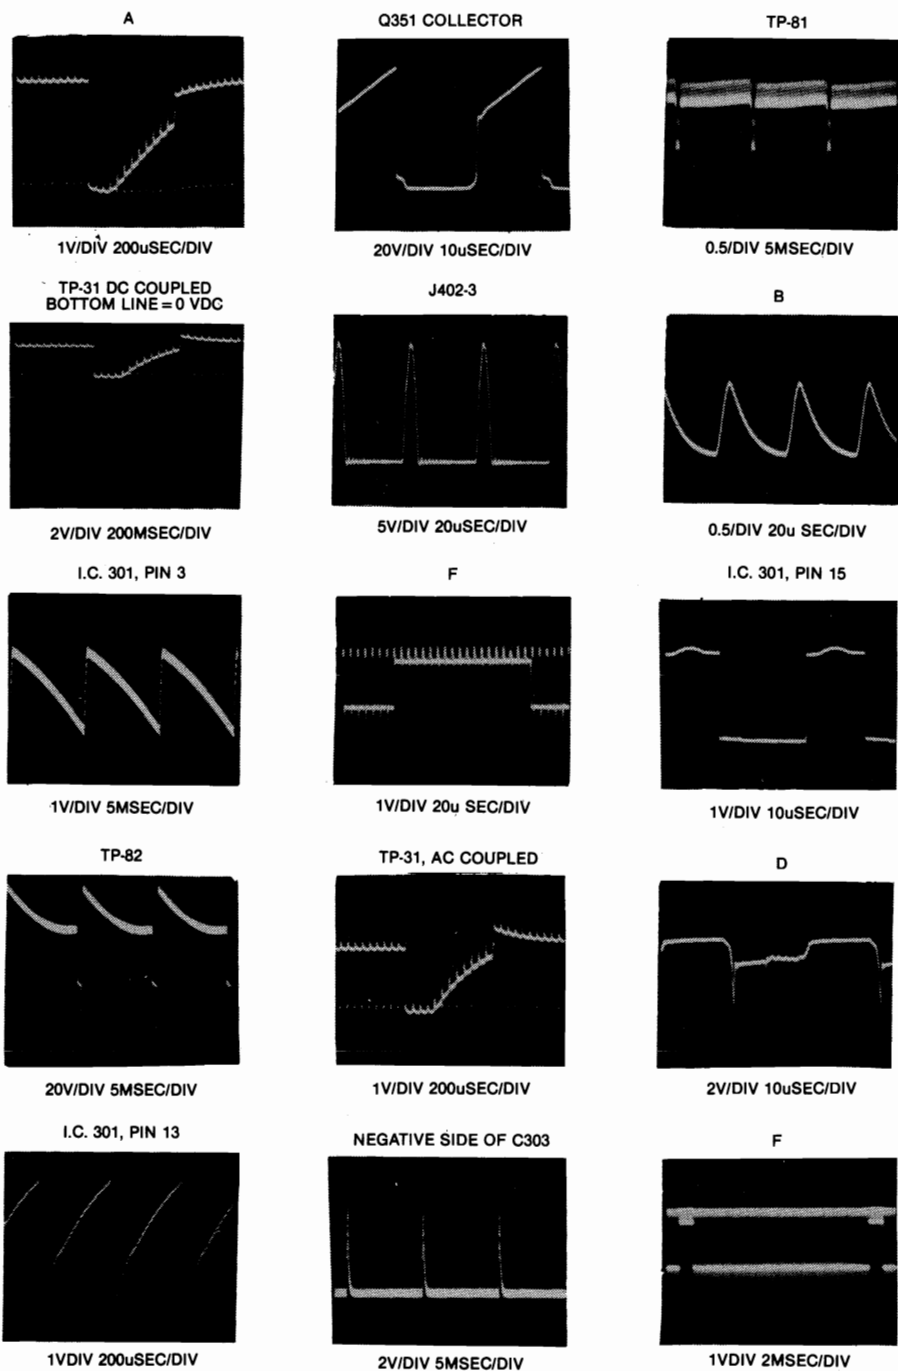 A
Q351 COLLECTOR
TP-81
1V/DIV 200uSEC/DIV
20V/DIV 10uSEC/DIV
0.5/DIV 5MSEC/DIV
TP-31 DC COUPLED
BOTTOM LINE = 0 VDC
J402-3
B
2V/DIV 200MSEC/DIV
5V/DIV 20uSEC/DIV
0.5/DIV 20u SEC/DIV
I.C. 301, PIN 3
F
I.C. 301, PIN 15
1V/DIV 5MSEC/DIV
1V/DIV 20u SEC/DIV
1V/DIV 10uSEC/DIV
TP-82
TP-31, AC COUPLED
D
20V/DIV 5MSEC/DIV
1V/DIV 200uSEC/DIV
2V/DIV 10uSEC/DIV
I.C. 301, PIN 13
NEGATIVE SIDE OF C303
F
1VDIV 200uSEC/DIV
2V/DIV 5MSEC/DIV
1VDIV 2MSEC/DIV